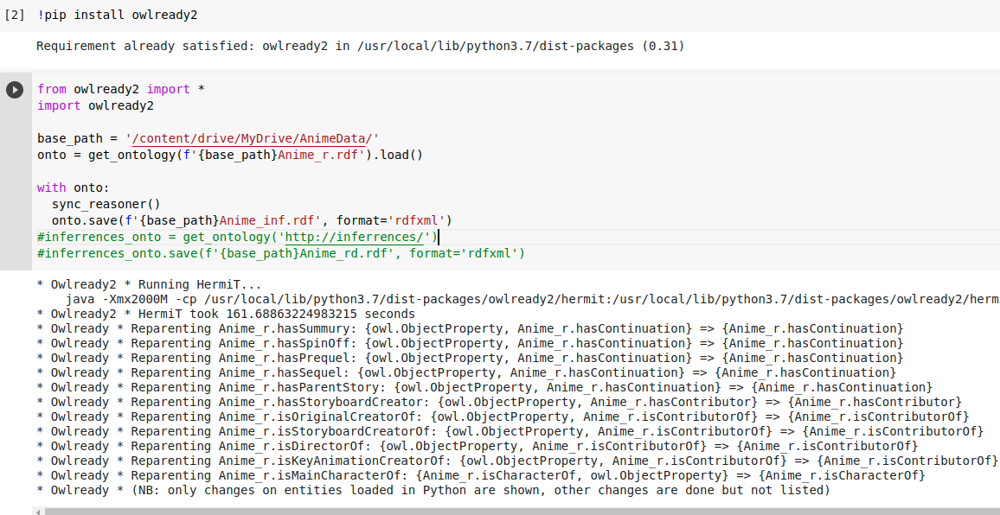 [2] !pip install owlready2
Requirement already satisfied: owlready2 in /usr/local/lib/python3.7/dist-packages (0.31)
from owlready2 import *
import owlready2
base_path = '/content/drive/MyDrive/AnimeData/'
onto = get_ontology(f'{base_path}Anime_r.rdf').load()
with onto:
  sync_reasoner()
  onto.save(f'{base_path}Anime_inf.rdf', format='rdfxml')
#inferrences_onto = get_ontology('http://inferrences/')
#inferrences_onto.save(f'{base_path}Anime_rd.rdf', format='rdfxml')
* Owlready2 * Running HermiT...
    java -Xmx2000M -cp /usr/local/lib/python3.7/dist-packages/owlready2/hermit:/usr/local/lib/python3.7/dist-packages/owlready2/herm
* Owlready2 * HermiT took 161.68863224983215 seconds
* Owlready * Reparenting Anime_r.hasSummury: {owl.ObjectProperty, Anime_r.hasContinuation} => {Anime_r.hasContinuation}
* Owlready * Reparenting Anime_r.hasSpinOff: {owl.ObjectProperty, Anime_r.hasContinuation} => {Anime_r.hasContinuation}
* Owlready * Reparenting Anime_r.hasPrequel: {owl.ObjectProperty, Anime_r.hasContinuation} => {Anime_r.hasContinuation}
* Owlready * Reparenting Anime_r.hasSequel: {owl.ObjectProperty, Anime_r.hasContinuation} => {Anime_r.hasContinuation}
* Owlready * Reparenting Anime_r.hasParentStory: {owl.ObjectProperty, Anime_r.hasContinuation} => {Anime_r.hasContinuation}
* Owlready * Reparenting Anime_r.hasStoryboardCreator: {owl.ObjectProperty, Anime_r.hasContributor} => {Anime_r.hasContributor}
* Owlready * Reparenting Anime_r.isOriginalCreatorOf: {owl.ObjectProperty, Anime_r.isContributorOf} => {Anime_r.isContributorOf}
* Owlready * Reparenting Anime_r.isStoryboardCreatorOf: {owl.ObjectProperty, Anime_r.isContributorOf} => {Anime_r.isContributorOf}
* Owlready * Reparenting Anime_r.isDirectorOf: {owl.ObjectProperty, Anime_r.isContributorOf} => {Anime_r.isContributorOf}
* Owlready * Reparenting Anime_r.isKeyAnimationCreatorOf: {owl.ObjectProperty, Anime_r.isContributorOf} => {Anime_r.isContributorOf}
* Owlready * Reparenting Anime_r.isMainCharacterOf: {Anime_r.isCharacterOf, owl.ObjectProperty} => {Anime_r.isCharacterOf}
* Owlready * (NB: only changes on entities loaded in Python are shown, other changes are done but not listed)